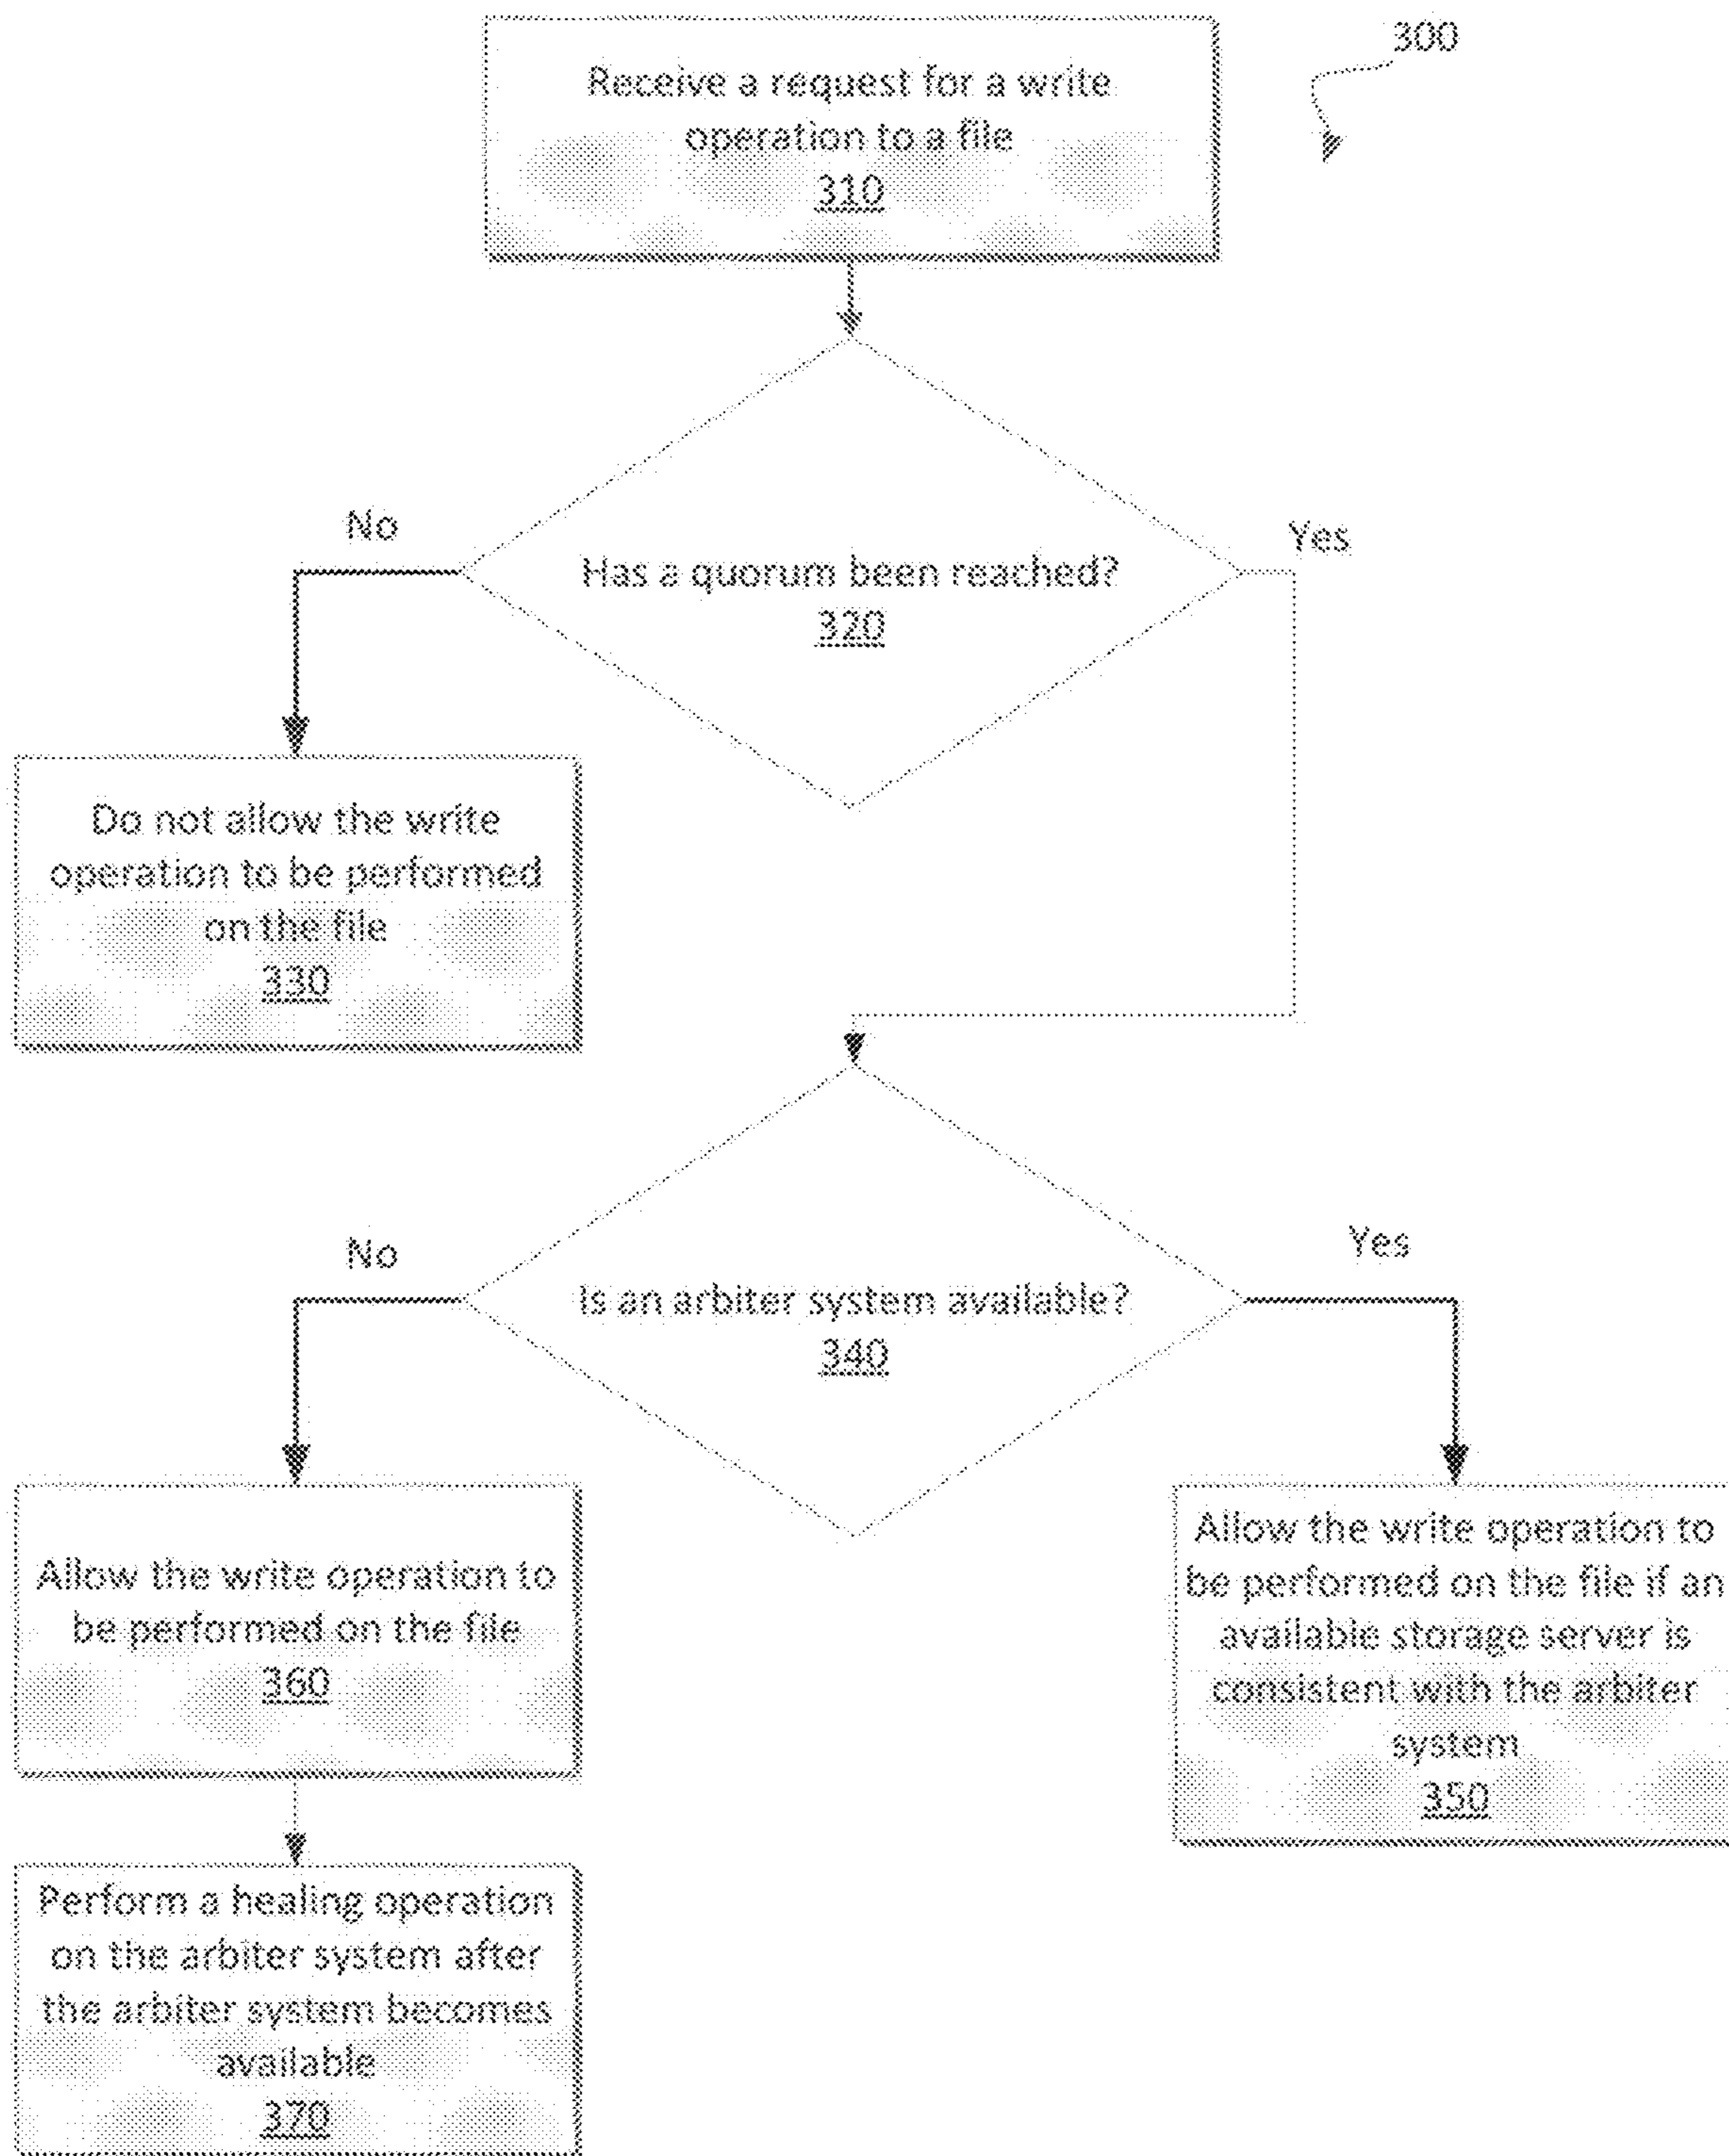 300
Receive a request for a write
operation to a file
310
Has a quorum been reached?
320
No
Yes
Do not allow the write
operation to be performed
on the file
330
Is an arbiter system available?
340
No
Yes
Allow the write operation to
be performed on the file
360
Allow the write operation to
be performed on the file if an
available storage server is
consistent with the arbiter
system
350
Perform a healing operation
on the arbiter system after
the arbiter system becomes
available
370